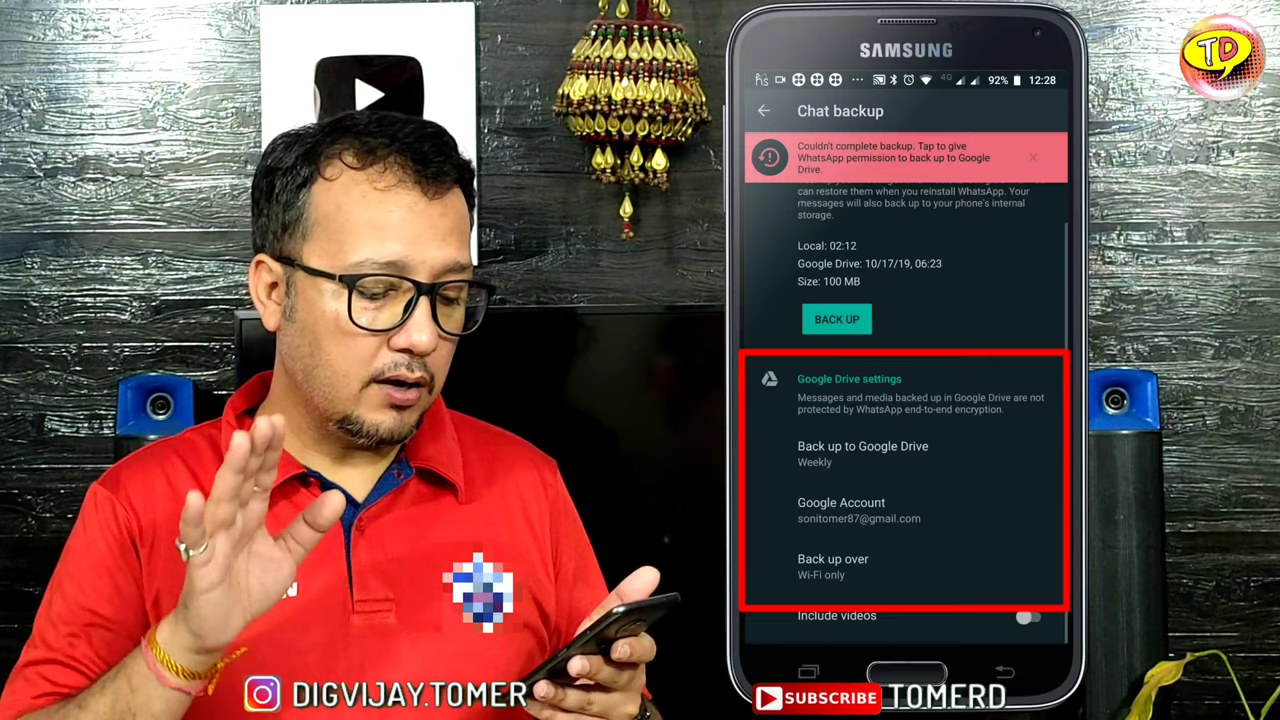 TD
SAMSUNG
4G
92%
12:28
Chat backup
Couldn't complete backup. Tap to give
WhatsApp permission to back up to Google
Drive.
can restore them when you reinstall WhatsApp. Your
messages will also back up to your phone's internal
storage.
Local: 02:12
Google Drive: 10/17/19, 06:23
Size: 100 MB
BACK UP
Google Drive settings
Messages and media backed up in Google Drive are not
protected by WhatsApp end-to-end encryption.
Back up to Google Drive
Weekly
Google Account
sonitomer87@gmail.com
Back up over
Wi-Fi only
Include videos
DIGVIJAY.TOMER
SUBSCRIBE
TOMERD